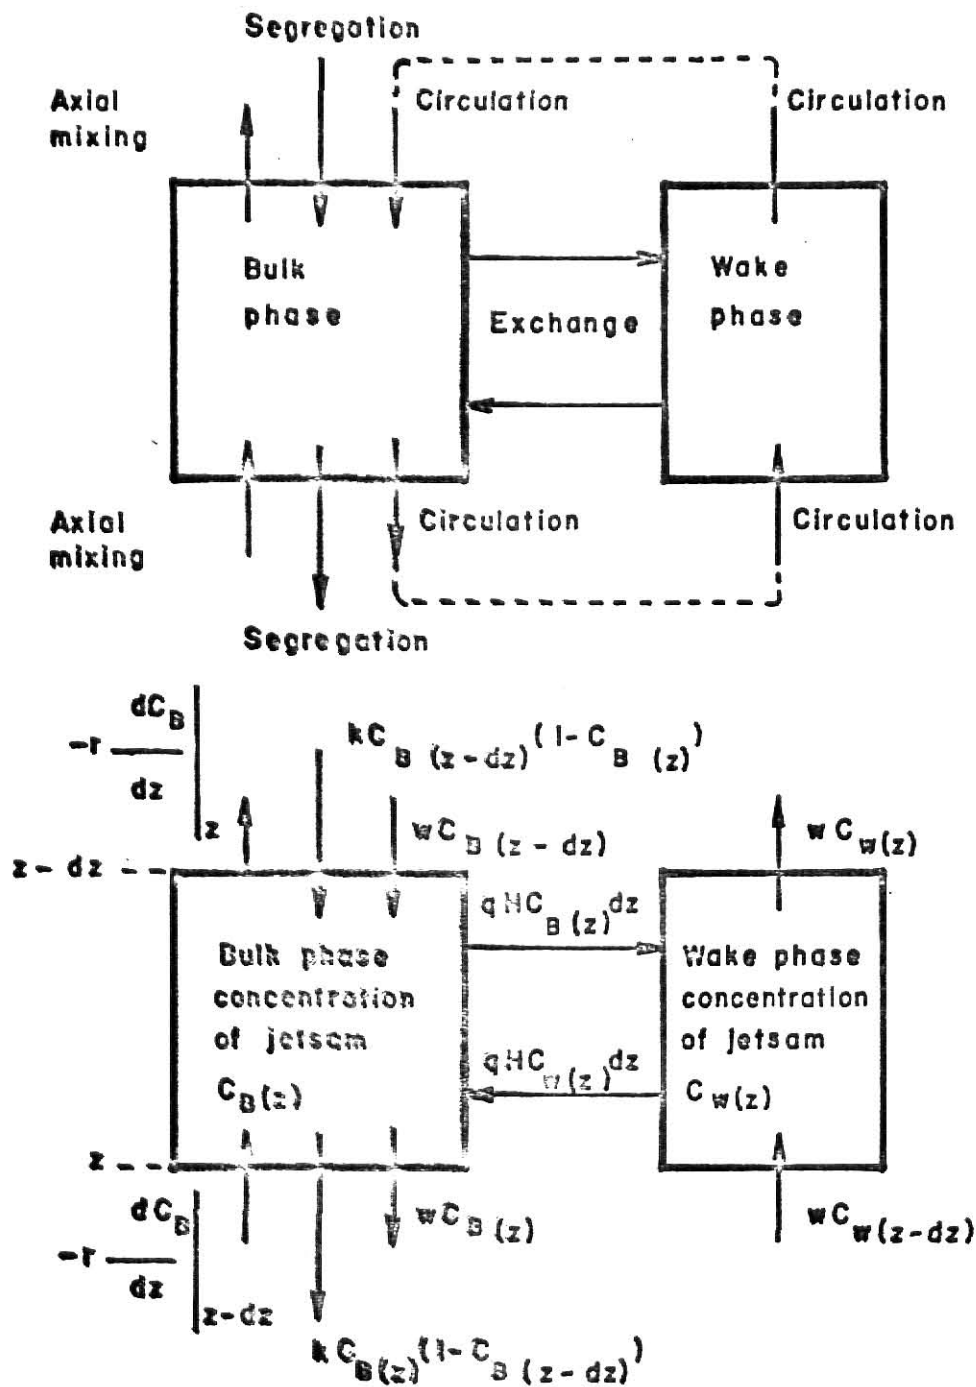 Segregation
Axial mixing
Circulation
Circulation
Bulk phase
Exchange
Wake phase
Axial mixing
Circulation
Circulation
Segregation
-r dC_B/dz |_z
kC_B(z-dz)(1-C_B(z))
wC_B(z-dz)
wC_w(z)
z-dz
qHC_B(z)dz
Bulk phase
concentration
of jetsam
C_B(z)
qHC_w(z)dz
Wake phase
concentration
of jetsam
C_w(z)
z
-r dC_B/dz |_z-dz
wC_B(z)
wC_w(z-dz)
kC_B(z)(1-C_B(z-dz))